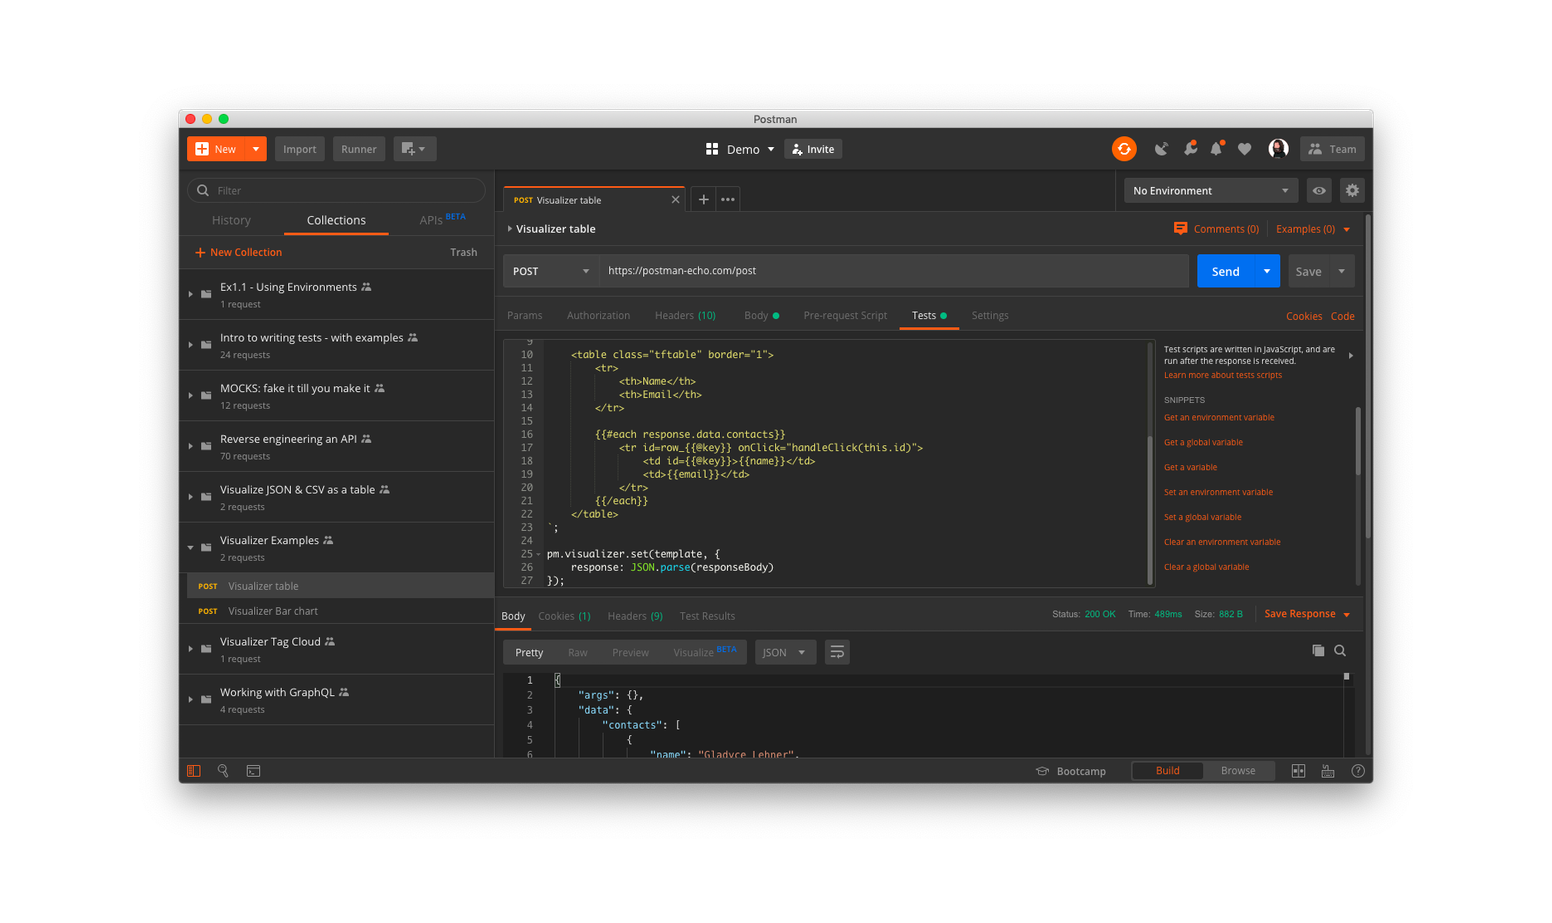 Postman
New
Import
Runner
Demo
Invite
Team
Filter
History
Collections
APIs BETA
New Collection
Trash
Ex1.1 - Using Environments
1 request
Intro to writing tests - with examples
24 requests
MOCKS: fake it till you make it
12 requests
Reverse engineering an API
70 requests
Visualize JSON & CSV as a table
2 requests
Visualizer Examples
2 requests
POST Visualizer table
POST Visualizer Bar chart
Visualizer Tag Cloud
1 request
Working with GraphQL
4 requests
POST Visualizer table
No Environment
Visualizer table
Comments (0)
Examples (0)
POST
https://postman-echo.com/post
Send
Save
Params
Authorization
Headers (10)
Body
Pre-request Script
Tests
Settings
Cookies
Code
9
10 <table class="tftable" border="1">
11 <tr>
12 <th>Name</th>
13 <th>Email</th>
14 </tr>
15
16 {{#each response.data.contacts}}
17 <tr id=row_{{@key}} onClick="handleClick(this.id)">
18 <td id={{@key}}>{{name}}</td>
19 <td>{{email}}</td>
20 </tr>
21 {{/each}}
22 </table>
23 `;
24
25 pm.visualizer.set(template, {
26 response: JSON.parse(responseBody)
27 });
Test scripts are written in JavaScript, and are
run after the response is received.
Learn more about tests scripts
SNIPPETS
Get an environment variable
Get a global variable
Get a variable
Set an environment variable
Set a global variable
Clear an environment variable
Clear a global variable
Body
Cookies (1)
Headers (9)
Test Results
Status: 200 OK
Time: 489ms
Size: 882 B
Save Response
Pretty
Raw
Preview
Visualize BETA
JSON
1 {
2 "args": {},
3 "data": {
4 "contacts": [
5 {
6 "name": "Gladyce Lehner",
Bootcamp
Build
Browse